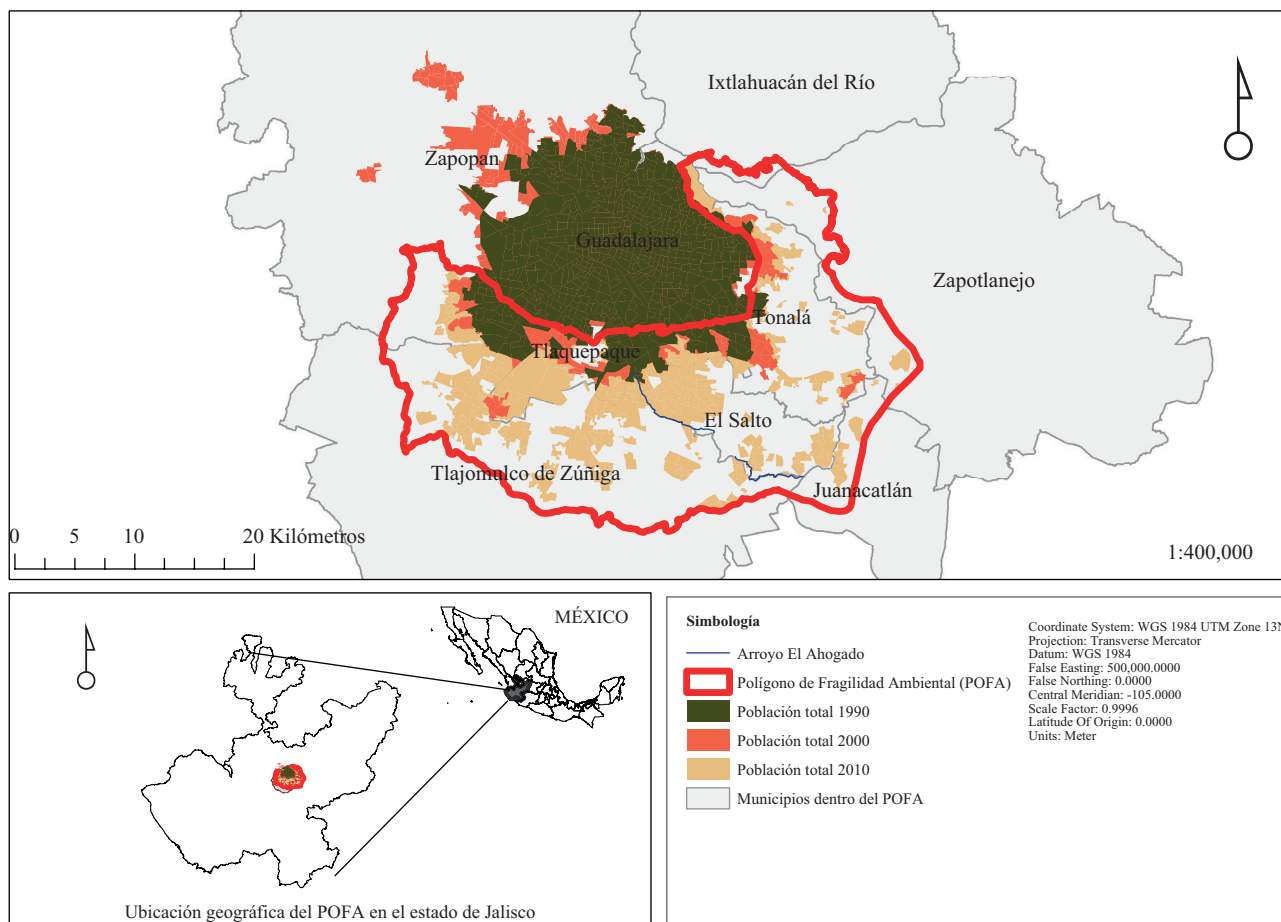 Ixtlahuacán del Río
Zapopan
Guadalajara
Zapotlanejo
Tonalá
Tlaquepaque
El Salto
Tlajomulco de Zúñiga
Juanacatlán
0 5 10 20 Kilómetros
1:400,000
MÉXICO
Ubicación geográfica del POFA en el estado de Jalisco
Simbología
Arroyo El Ahogado
Polígono de Fragilidad Ambiental (POFA)
Población total 1990
Población total 2000
Población total 2010
Municipios dentro del POFA
Coordinate System: WGS 1984 UTM Zone 13N
Projection: Transverse Mercator
Datum: WGS 1984
False Easting: 500,000.0000
False Northing: 0.0000
Central Meridian: -105.0000
Scale Factor: 0.9996
Latitude Of Origin: 0.0000
Units: Meter